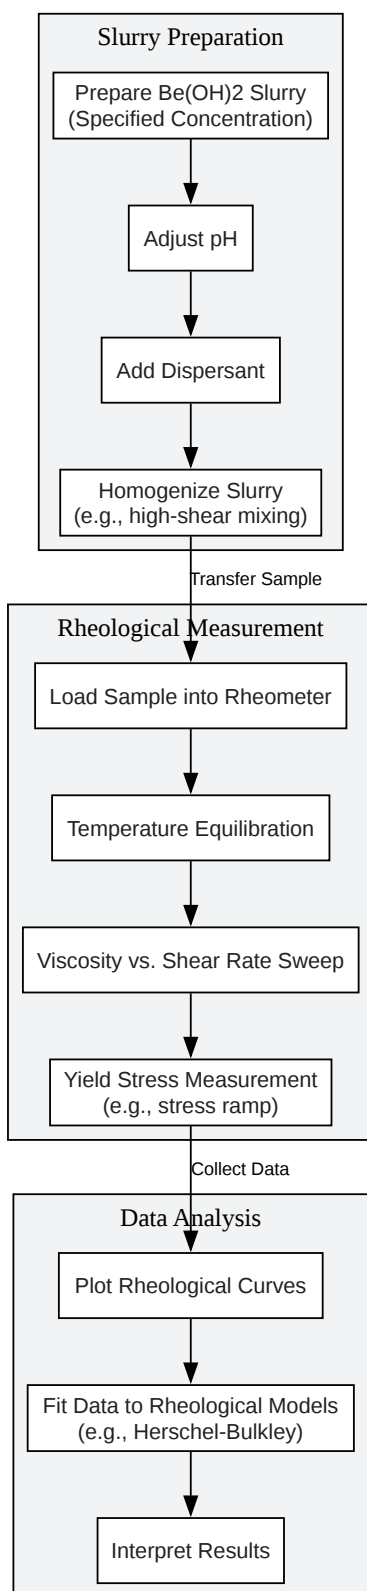 Slurry Preparation
Prepare Be(OH)2 Slurry
(Specified Concentration)
Adjust pH
Add Dispersant
Homogenize Slurry
(e.g., high-shear mixing)
Transfer Sample
Rheological Measurement
Load Sample into Rheometer
Temperature Equilibration
Viscosity vs. Shear Rate Sweep
Yield Stress Measurement
(e.g., stress ramp)
Collect Data
Data Analysis
Plot Rheological Curves
Fit Data to Rheological Models
(e.g., Herschel-Bulkley)
Interpret Results